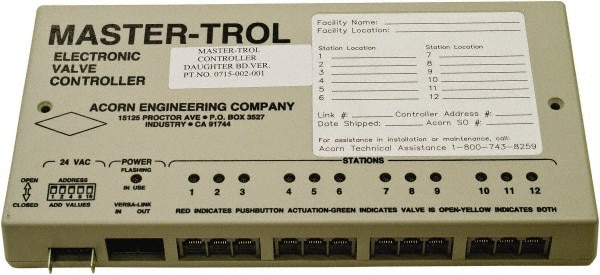 MASTER-TROL
ELECTRONIC
VALVE
CONTROLLER
MASTER-TROL
CONTROLLER
DAUGHTER BD.VER.
PT.NO. 0715-002-001
ACORN ENGINEERING COMPANY
15125 PROCTOR AVE • P.O. BOX 3527
INDUSTRY • CA 91744
Facility Name:
Facility Location:
Station Location Station Location
1 7
2 8
3 9
4 10
5 11
6 12
Link #: Controller Address #:
Date Shipped: Acorn SO #:
For assistance in installation or maintenance, call:
Acorn Technical Assistance 1-800-743-8259
24 VAC POWER STATIONS
FLASHING
OPEN ADDRESS IN USE
1 2 3 4 5 6 7 8 9 10 11 12
1 2 4 8 16
CLOSED ADD VALUES VERSA-LINK
IN OUT
RED INDICATES PUSHBUTTON ACTUATION-GREEN INDICATES VALVE IS OPEN-YELLOW INDICATES BOTH